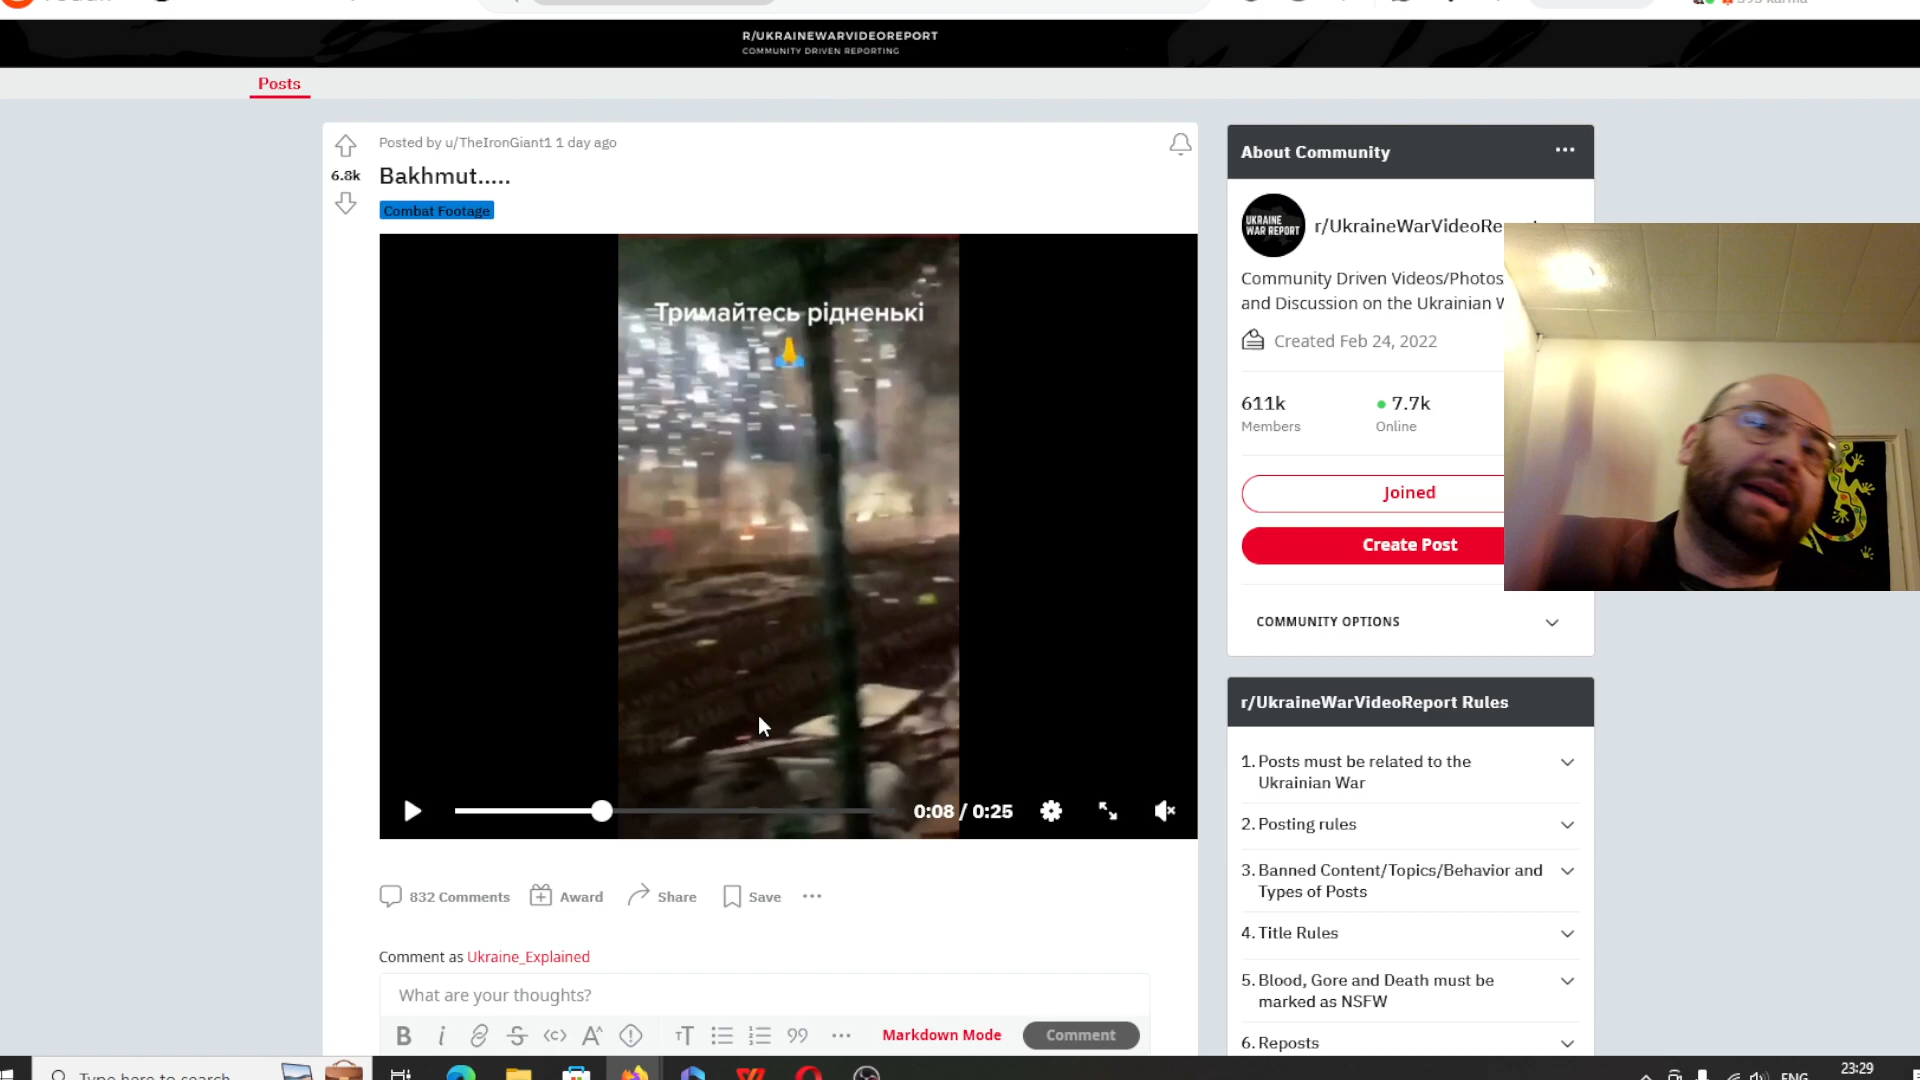 R/UKRAINEWARVIDEOREPORT
COMMUNITY DRIVEN REPORTING
Posts
Posted by u/TheIronGiant1 1 day ago
6.8k
Bakhmut.....
Combat Footage
Тримайтесь рідненькі
0:08 / 0:25
832 Comments
Award
Share
Save
Comment as Ukraine_Explained
What are your thoughts?
Markdown Mode
Comment
About Community
UKRAINE
WAR REPORT
r/UkraineWarVideoRe
Community Driven Videos/Photos
and Discussion on the Ukrainian
Created Feb 24, 2022
611k
Members
7.7k
Online
Joined
Create Post
COMMUNITY OPTIONS
r/UkraineWarVideoReport Rules
1. Posts must be related to the
Ukrainian War
2. Posting rules
3. Banned Content/Topics/Behavior and
Types of Posts
4. Title Rules
5. Blood, Gore and Death must be
marked as NSFW
6. Reposts
Type here to search
ENG
23:29